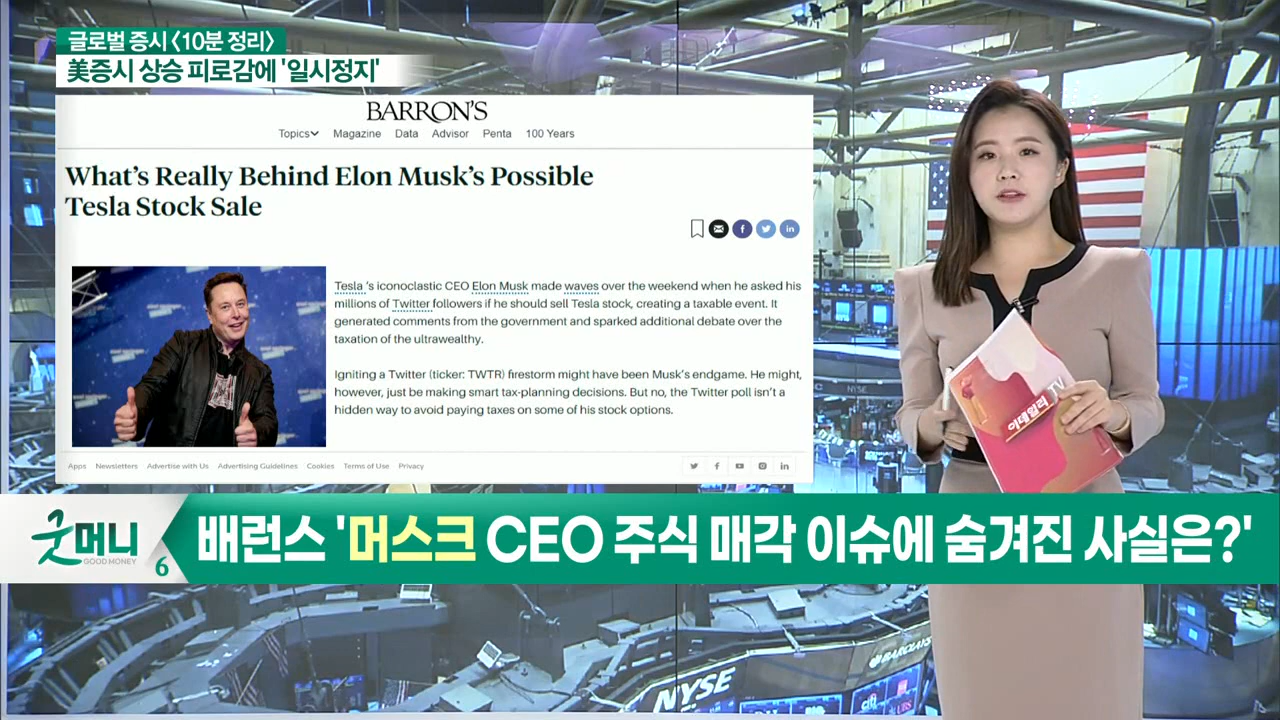 글로벌 증시 <10분 정리>
美증시 상승 피로감에 '일시정지'
BARRON'S
Topics Magazine Data Advisor Penta 100 Years
What's Really Behind Elon Musk's Possible
Tesla Stock Sale
Tesla 's iconoclastic CEO Elon Musk made waves over the weekend when he asked his
millions of Twitter followers if he should sell Tesla stock, creating a taxable event. It
generated comments from the government and sparked additional debate over the
taxation of the ultrawealthy.
Igniting a Twitter (ticker: TWTR) firestorm might have been Musk's endgame. He might,
however, just be making smart tax-planning decisions. But no, the Twitter poll isn't a
hidden way to avoid paying taxes on some of his stock options.
Apps Newsletters Advertise with Us Advertising Guidelines Cookies Terms of Use Privacy
이데일리 TV
굿머니
GOOD MONEY
6
배런스 '머스크 CEO 주식 매각 이슈에 숨겨진 사실은?'
BARCLAYS
NYSE
citi
UBS